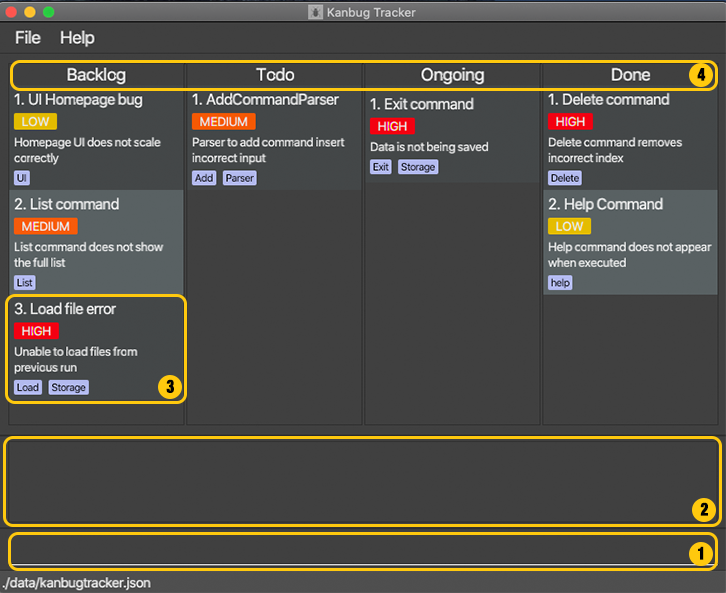 Kanbug Tracker
File Help
Backlog Todo Ongoing Done 4
1. UI Homepage bug
LOW
Homepage UI does not scale
correctly
UI
2. List command
MEDIUM
List command does not show
the full list
List
3. Load file error
HIGH
Unable to load files from
previous run
Load Storage
3
1. AddCommandParser
MEDIUM
Parser to add command insert
incorrect input
Add Parser
1. Exit command
HIGH
Data is not being saved
Exit Storage
1. Delete command
HIGH
Delete command removes
incorrect index
Delete
2. Help Command
LOW
Help command does not appear
when executed
help
2
1
./data/kanbugtracker.json